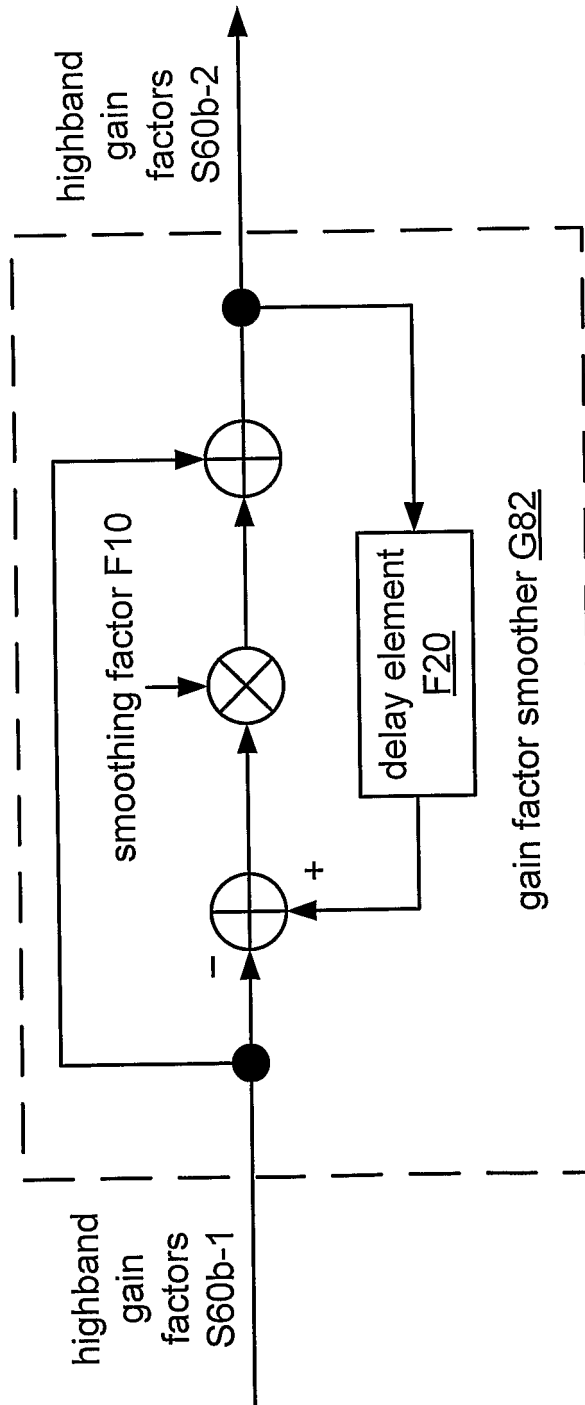 highband
gain
factors
S60b-1
smoothing factor F10
–
+
delay element
F20
gain factor smoother G82
highband
gain
factors
S60b-2